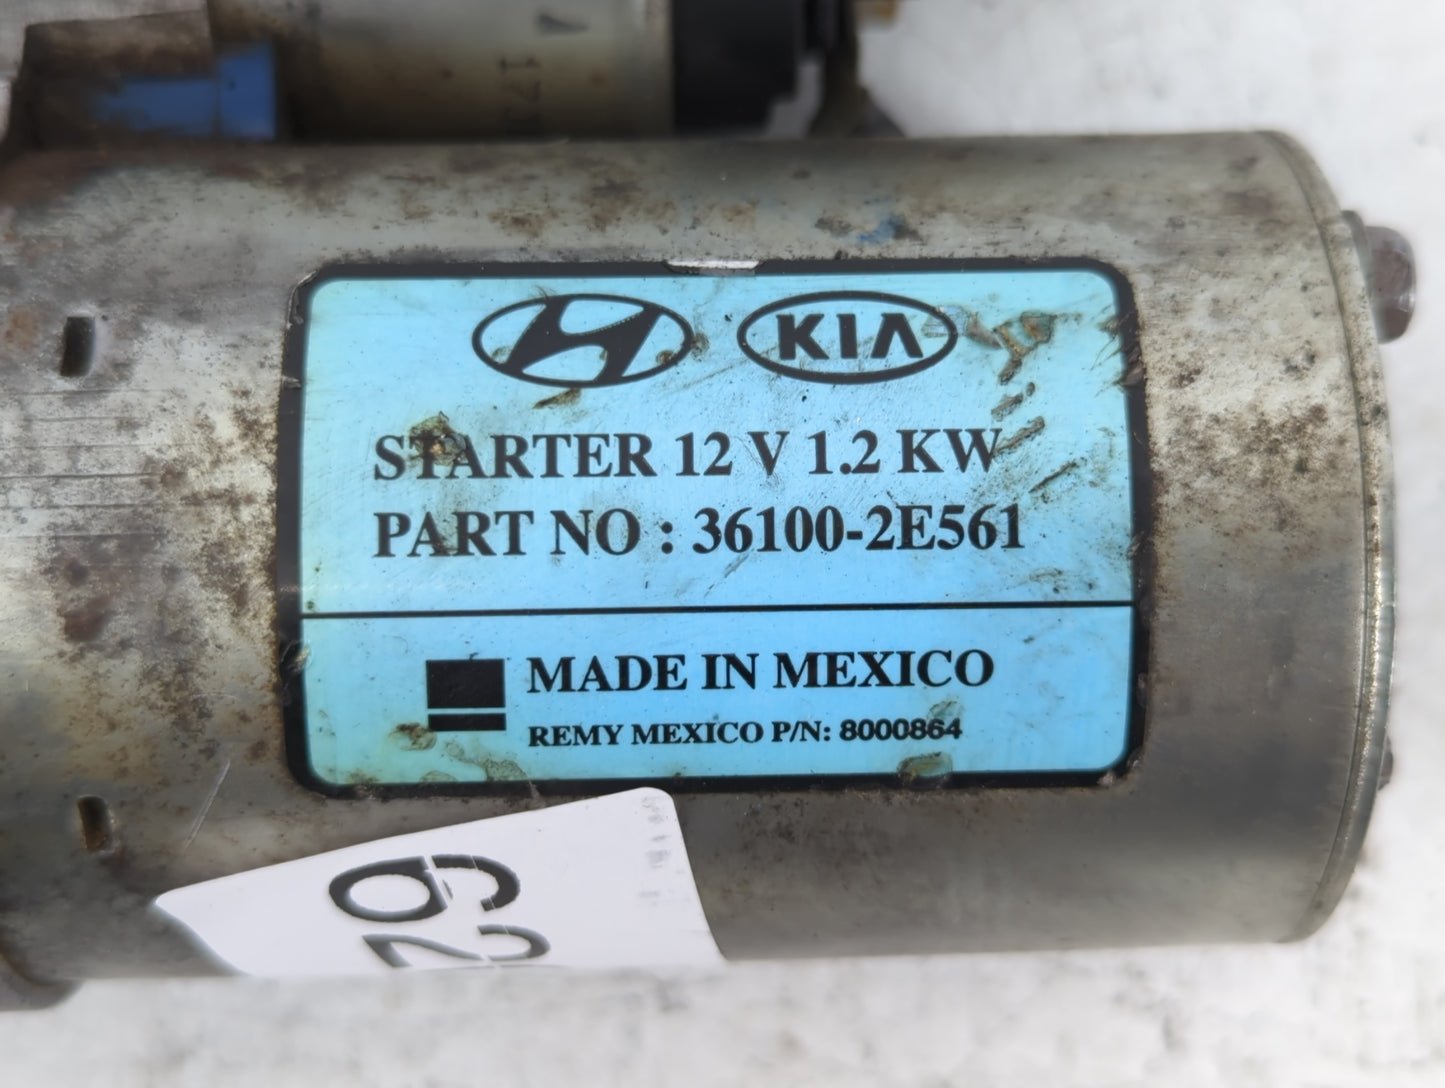 KIA
STARTER 12 V 1.2 KW
PART NO : 36100-2E561
MADE IN MEXICO
REMY MEXICO P/N: 8000864